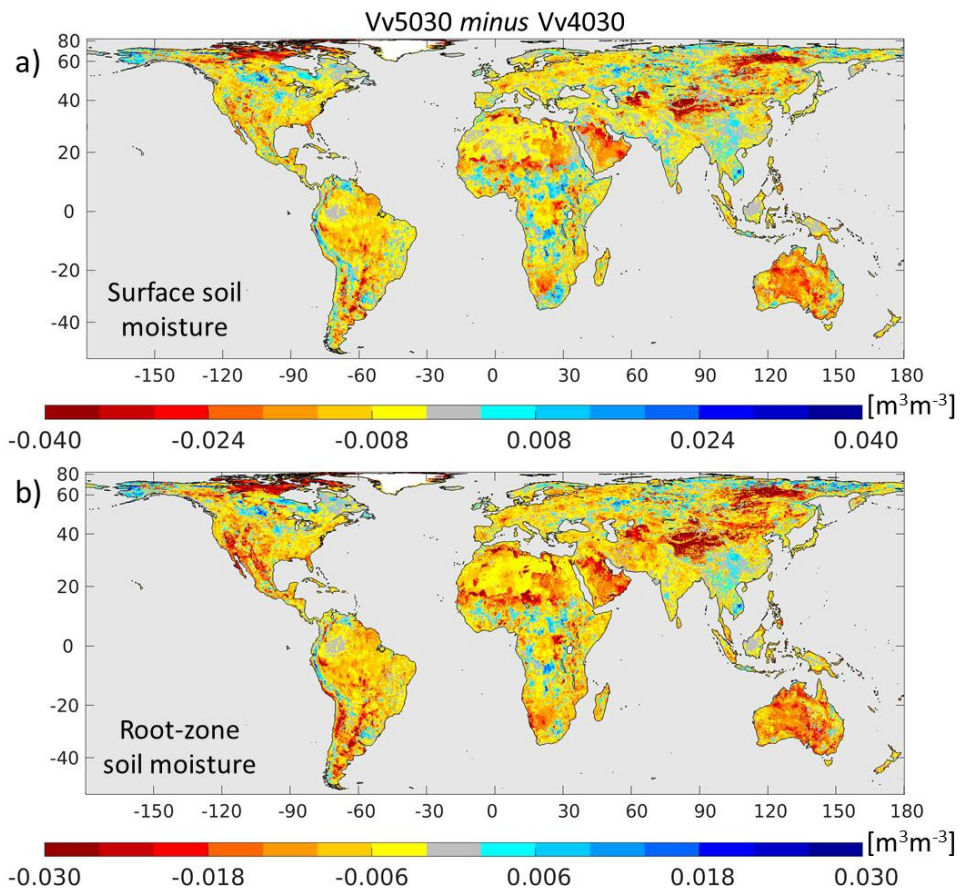 Vv5030 minus Vv4030
a)
80
60
40
20
0
-20
-40
Surface soil
moisture
-150 -120 -90 -60 -30 0 30 60 90 120 150 180
[m³m⁻³]
-0.040 -0.024 -0.008 0.008 0.024 0.040
b)
80
60
40
20
0
-20
-40
Root-zone
soil moisture
-150 -120 -90 -60 -30 0 30 60 90 120 150 180
[m³m⁻³]
-0.030 -0.018 -0.006 0.006 0.018 0.030